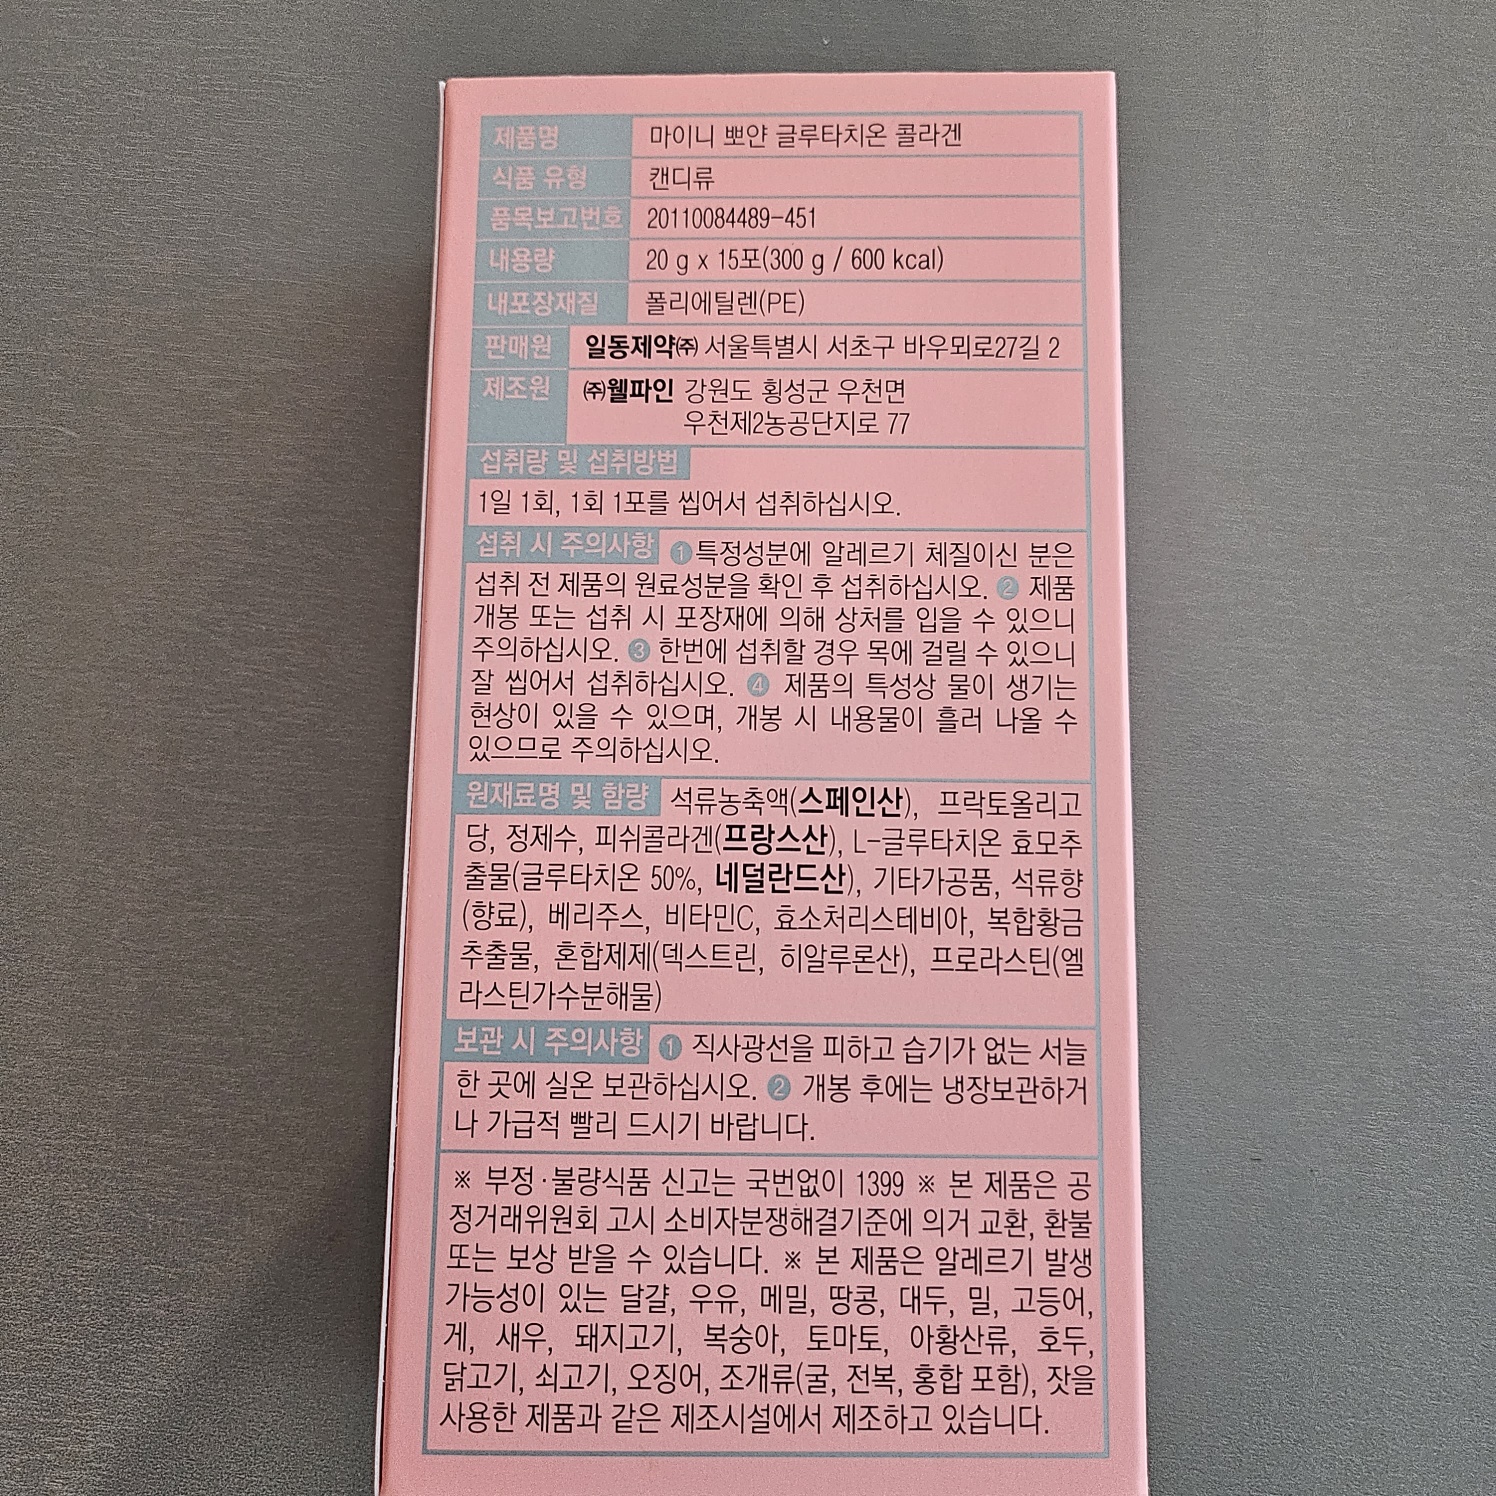 제품명 마이니 뽀얀 글루타치온 콜라겐
식품 유형 캔디류
품목보고번호 20110084489-451
내용량 20 g x 15포(300 g / 600 kcal)
내포장재질 폴리에틸렌(PE)
판매원 일동제약㈜ 서울특별시 서초구 바우뫼로27길 2
제조원 ㈜웰파인 강원도 횡성군 우천면
우천제2농공단지로 77
섭취량 및 섭취방법
1일 1회, 1회 1포를 씹어서 섭취하십시오.
섭취 시 주의사항 ❶ 특정성분에 알레르기 체질이신 분은
섭취 전 제품의 원료성분을 확인 후 섭취하십시오. ❷ 제품
개봉 또는 섭취 시 포장재에 의해 상처를 입을 수 있으니
주의하십시오. ❸ 한번에 섭취할 경우 목에 걸릴 수 있으니
잘 씹어서 섭취하십시오. ❹ 제품의 특성상 물이 생기는
현상이 있을 수 있으며, 개봉 시 내용물이 흘러 나올 수
있으므로 주의하십시오.
원재료명 및 함량 석류농축액(스페인산), 프락토올리고
당, 정제수, 피쉬콜라겐(프랑스산), L-글루타치온 효모추
출물(글루타치온 50%, 네덜란드산), 기타가공품, 석류향
(향료), 베리주스, 비타민C, 효소처리스테비아, 복합황금
추출물, 혼합제제(덱스트린, 히알루론산), 프로라스틴(엘
라스틴가수분해물)
보관 시 주의사항 ❶ 직사광선을 피하고 습기가 없는 서늘
한 곳에 실온 보관하십시오. ❷ 개봉 후에는 냉장보관하거
나 가급적 빨리 드시기 바랍니다.
※ 부정·불량식품 신고는 국번없이 1399 ※ 본 제품은 공
정거래위원회 고시 소비자분쟁해결기준에 의거 교환, 환불
또는 보상 받을 수 있습니다. ※ 본 제품은 알레르기 발생
가능성이 있는 달걀, 우유, 메밀, 땅콩, 대두, 밀, 고등어,
게, 새우, 돼지고기, 복숭아, 토마토, 아황산류, 호두,
닭고기, 쇠고기, 오징어, 조개류(굴, 전복, 홍합 포함), 잣을
사용한 제품과 같은 제조시설에서 제조하고 있습니다.